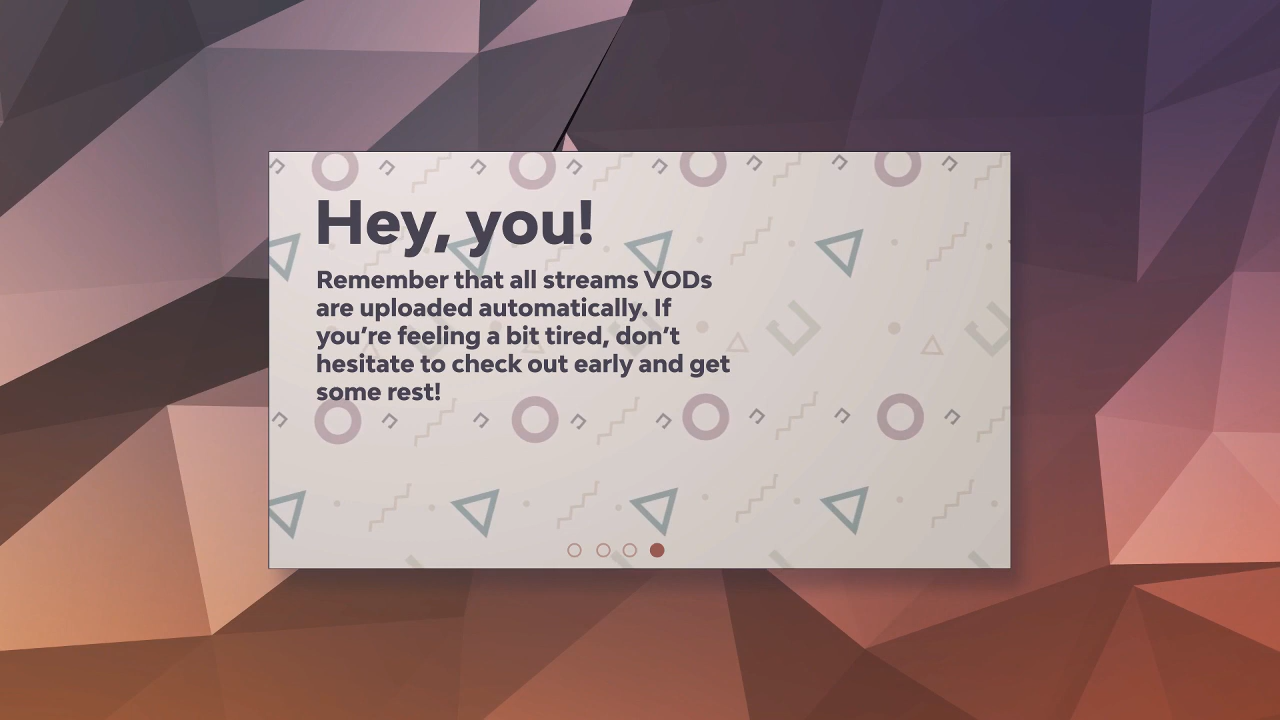 Hey, you!
Remember that all streams VODs
are uploaded automatically. If
you’re feeling a bit tired, don’t
hesitate to check out early and get
some rest!